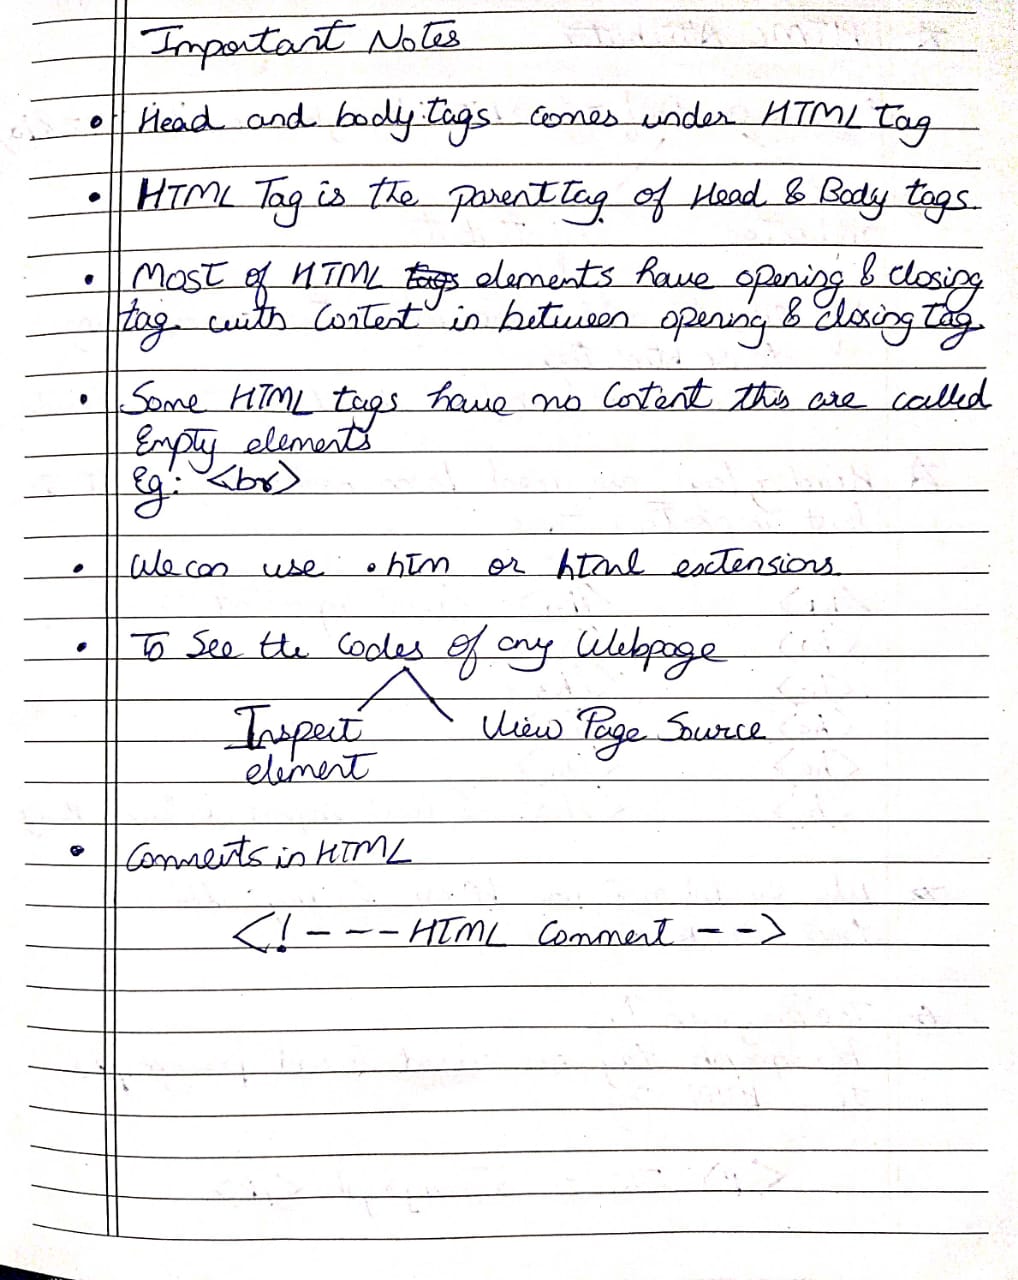 Important Notes
• Head and body tags comes under HTML Tag
• HTML Tag is the parent tag of Head & Body tags.
• Most of HTML tags elements have opening & closing
tag with Content in between opening & closing tag.
• Some HTML tags have no Content this are called
Empty elements
Eg: <br>
• We can use .htm or html extensions.
• To See the Codes of any Webpage
Inspect View Page Source
element
• Comments in HTML
<!--- HTML Comment -->